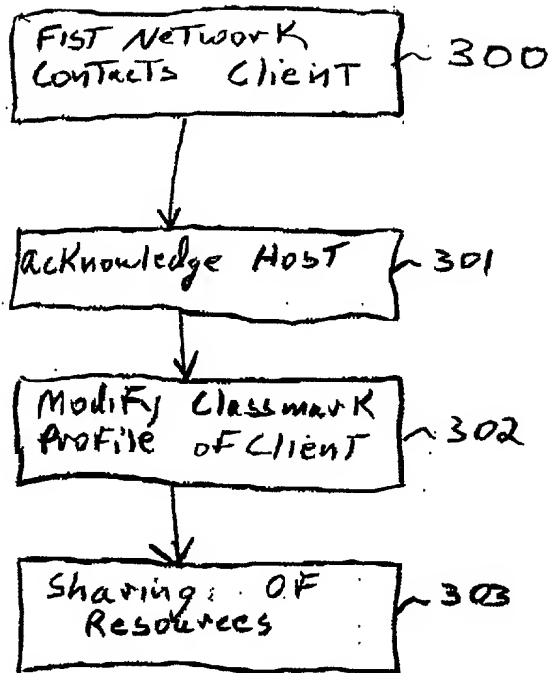 FIST NETWORK
CONTACTS CLIENT
300
ACKNOWLEDGE HOST
301
MODIFY CLASSMARK
PROFILE OF CLIENT
302
SHARING OF
RESOURCES
303